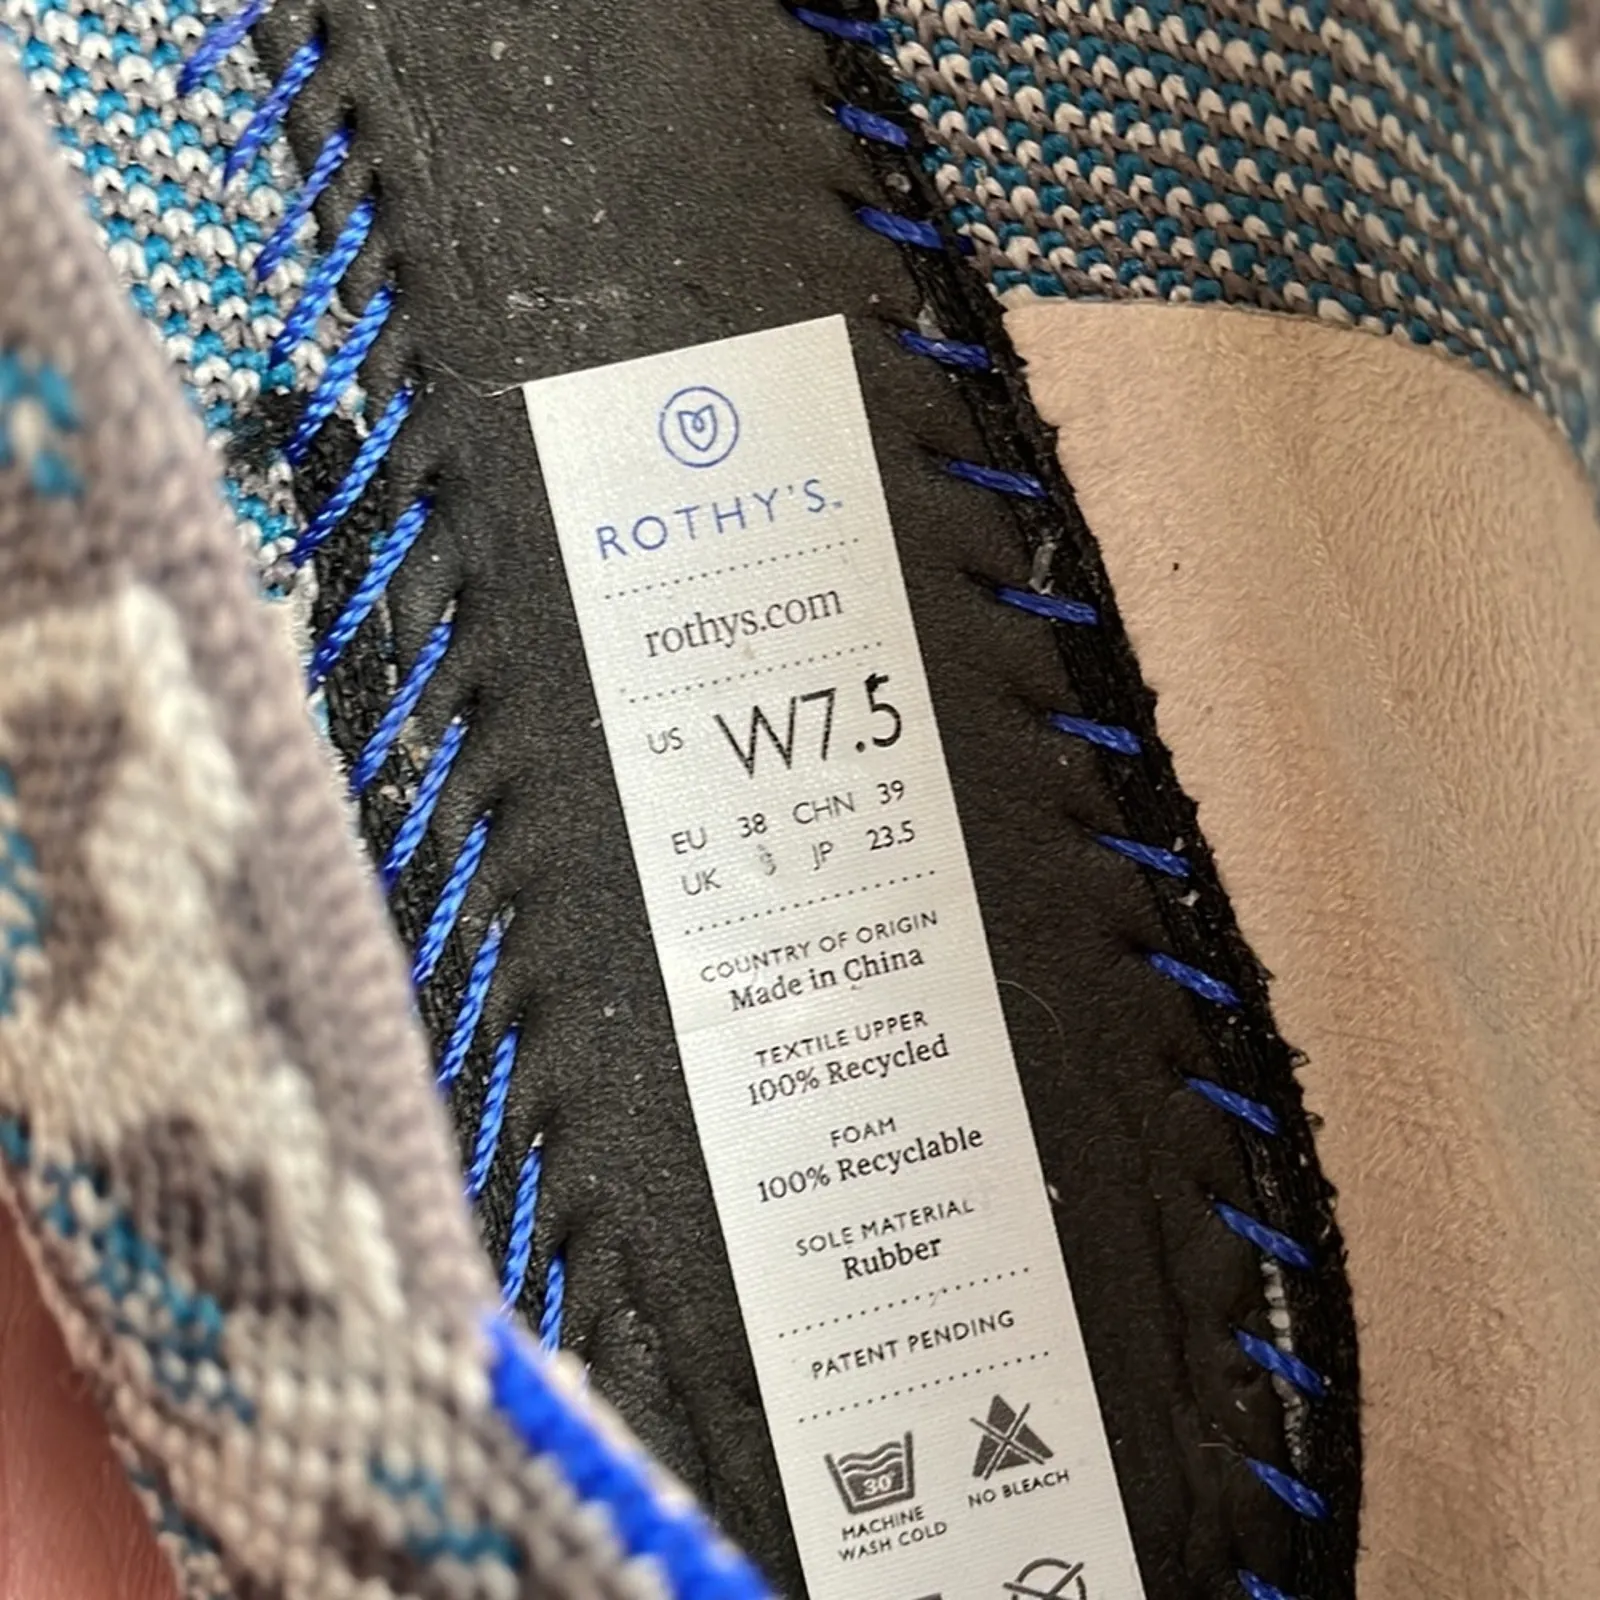 ROTHY'S™
rothys.com
US W7.5
EU 38 CHN 39
UK JP 23.5
COUNTRY OF ORIGIN
Made in China
TEXTILE UPPER
100% Recycled
FOAM
100% Recyclable
SOLE MATERIAL
Rubber
PATENT PENDING
30°
MACHINE
WASH COLD
NO BLEACH